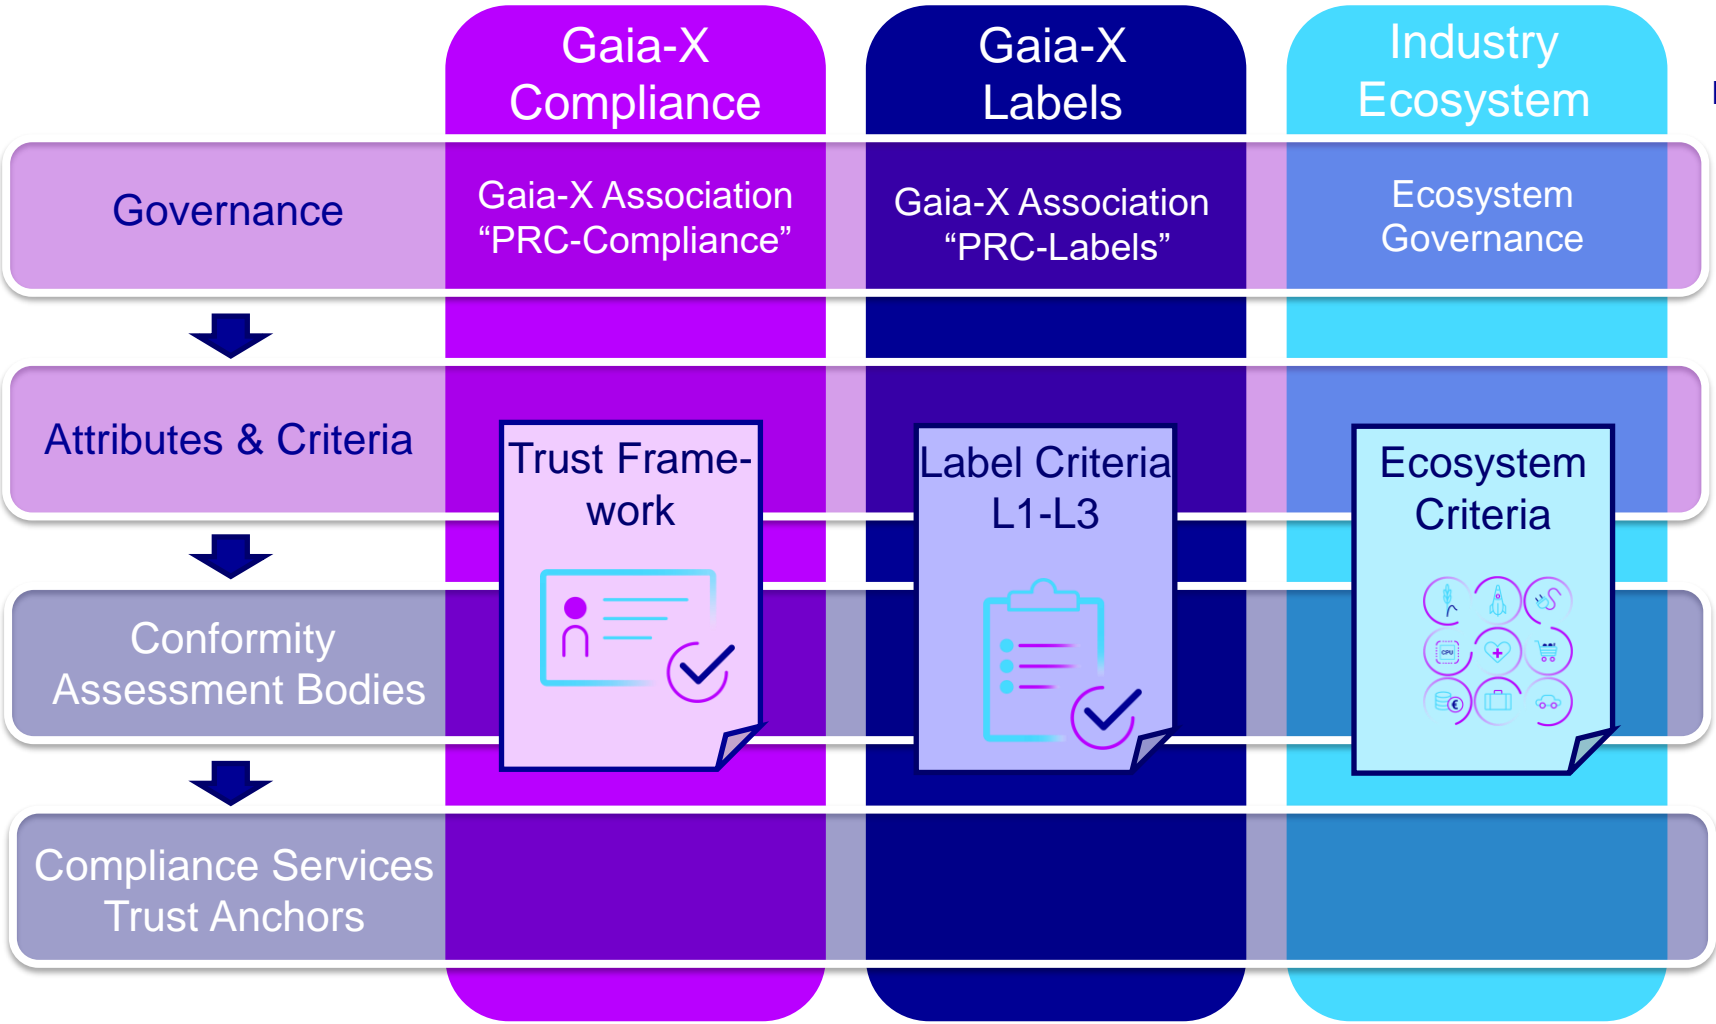 Gaia-X
Compliance
Gaia-X
Labels
Industry
Ecosystem
Governance
Gaia-X Association
“PRC-Compliance”
Gaia-X Association
“PRC-Labels”
Ecosystem
Governance
Attributes & Criteria
Trust Frame-
work
Label Criteria
L1-L3
Ecosystem
Criteria
Conformity
Assessment Bodies
CPU
€
Compliance Services
Trust Anchors